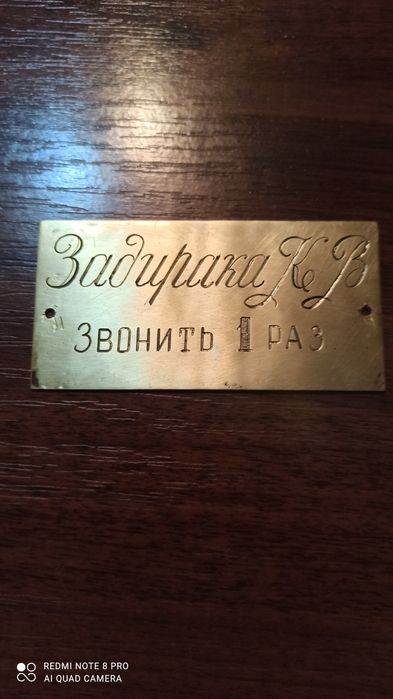 Задирака К В
Звонить 1 раз
REDMI NOTE 8 PRO
AI QUAD CAMERA